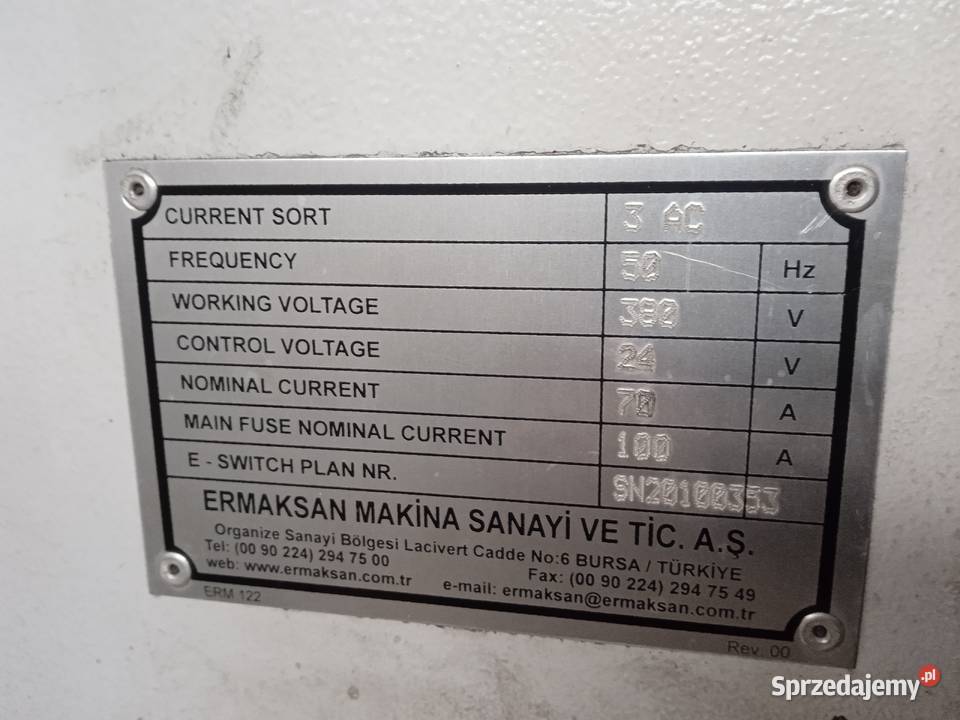 CURRENT SORT 3 AC
FREQUENCY 50 Hz
WORKING VOLTAGE 380 V
CONTROL VOLTAGE 24 V
NOMINAL CURRENT 70 A
MAIN FUSE NOMINAL CURRENT 100 A
E - SWITCH PLAN NR. SN20100353
ERMAKSAN MAKİNA SANAYİ VE TİC. A.Ş.
Organize Sanayi Bölgesi Lacivert Cadde No:6 BURSA / TÜRKİYE
Tel: (00 90 224) 294 75 00 Fax: (00 90 224) 294 75 49
web: www.ermaksan.com.tr e-mail: ermaksan@ermaksan.com.tr
ERM 122 Rev. 00
Sprzedajemy.pl